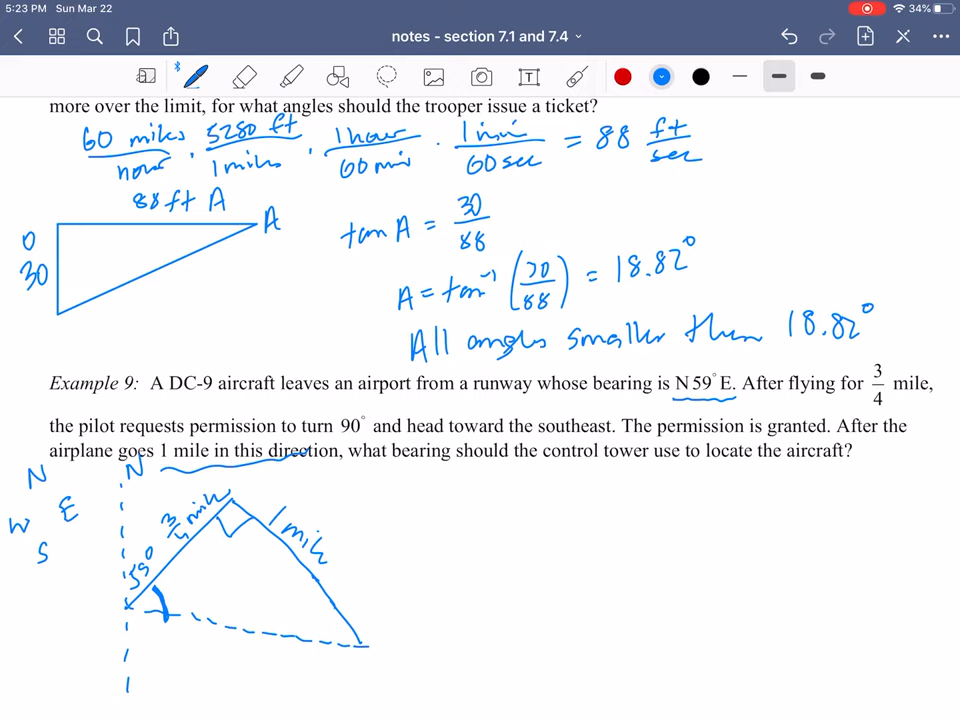 5:23 PM Sun Mar 22
34%
notes - section 7.1 and 7.4
more over the limit, for what angles should the trooper issue a ticket?
60 miles / hour · 5280 ft / 1 miles · 1 hour / 60 min · 1 min / 60 sec = 88 ft / sec
88 ft A
A
O
30
tan A = 30 / 88
A = tan⁻¹ (30 / 88) = 18.82°
All angles smaller then 18.82°
Example 9: A DC-9 aircraft leaves an airport from a runway whose bearing is N 59° E. After flying for 3/4 mile,
the pilot requests permission to turn 90° and head toward the southeast. The permission is granted. After the
airplane goes 1 mile in this direction, what bearing should the control tower use to locate the aircraft?
N
W E
S
N
59°
3/4 mile
1 mile